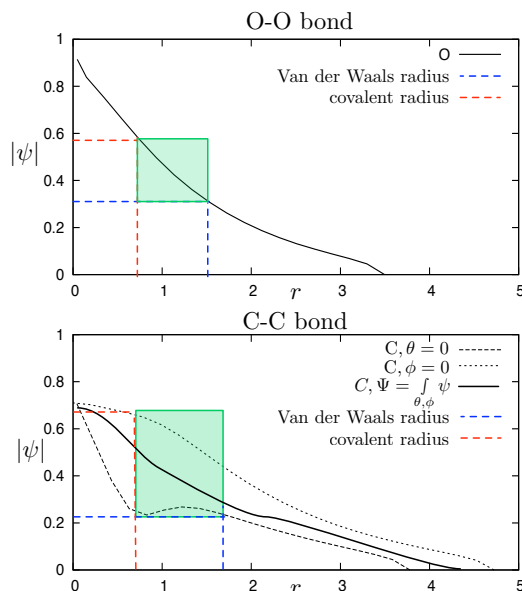 O-O bond
1
0.8
0.6
0.4
0.2
0
|ψ|
O
Van der Waals radius
covalent radius
0 1 2 3 4 5
r
C-C bond
1
0.8
0.6
0.4
0.2
0
|ψ|
C, θ = 0
C, ϕ = 0
C, Ψ = ∫ ψ
θ,ϕ
Van der Waals radius
covalent radius
0 1 2 3 4 5
r